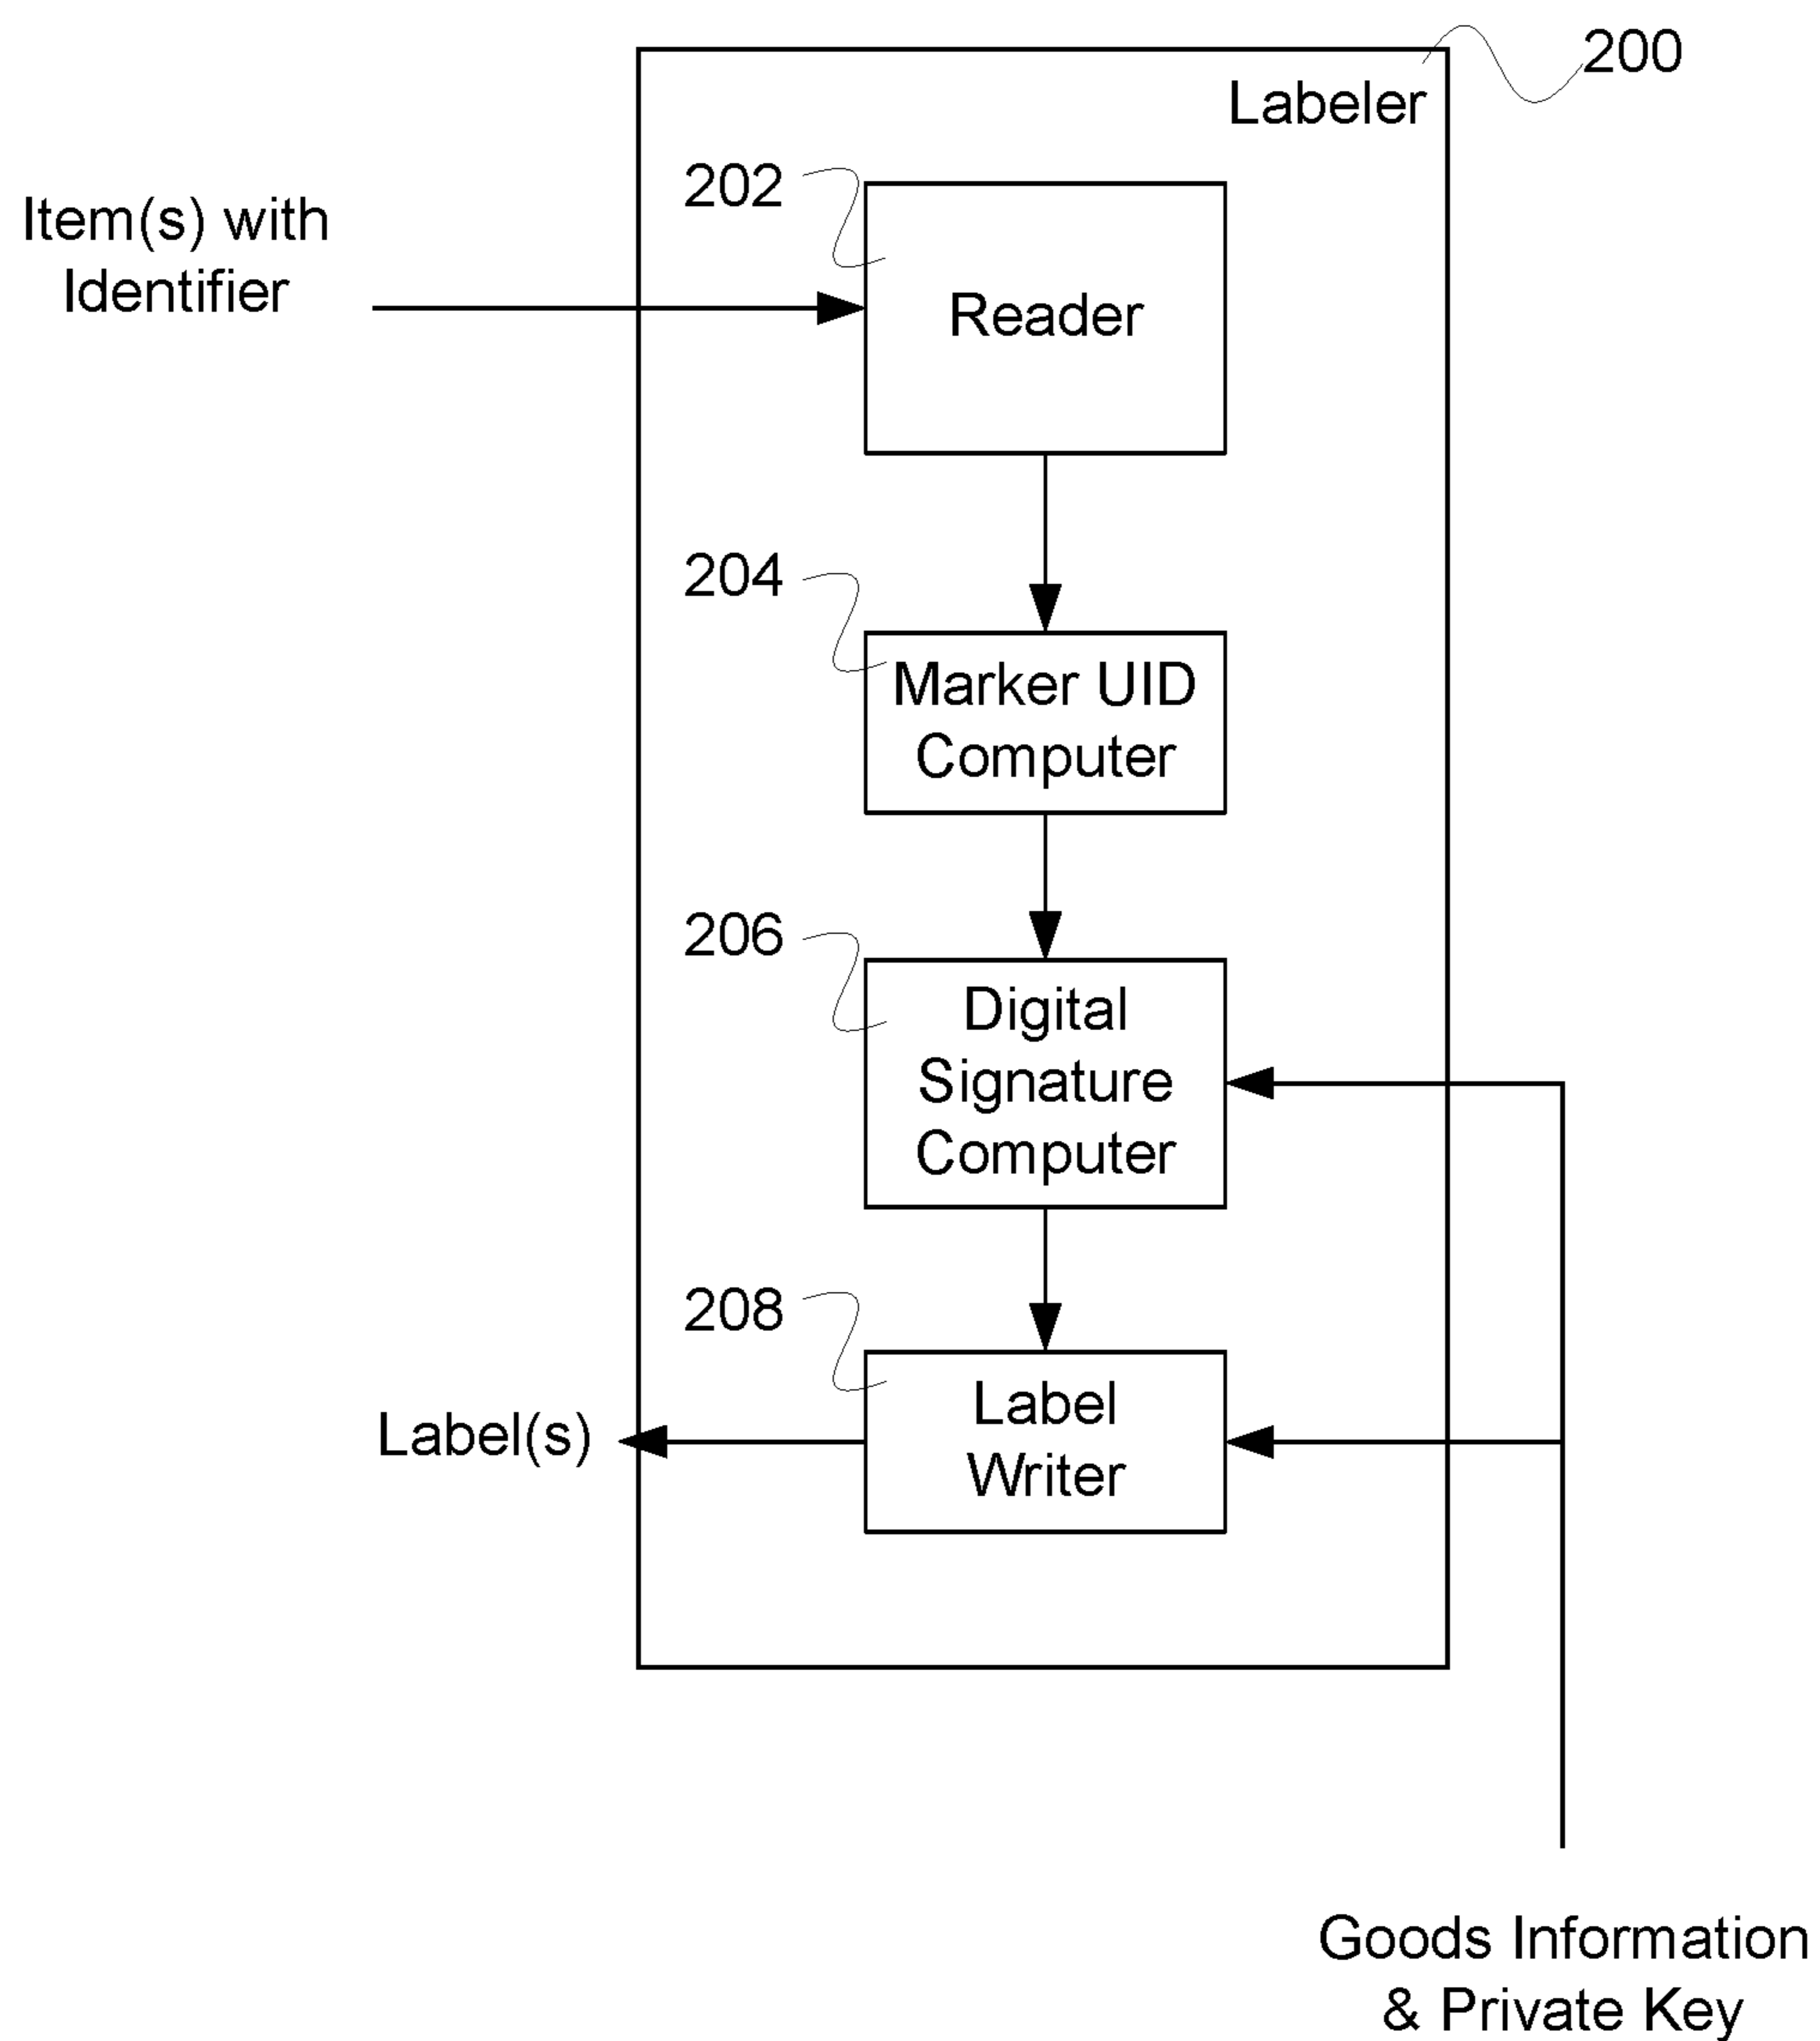 200
Labeler
202
Item(s) with
Identifier
Reader
204
Marker UID
Computer
206
Digital
Signature
Computer
208
Label
Writer
Label(s)
Goods Information
& Private Key